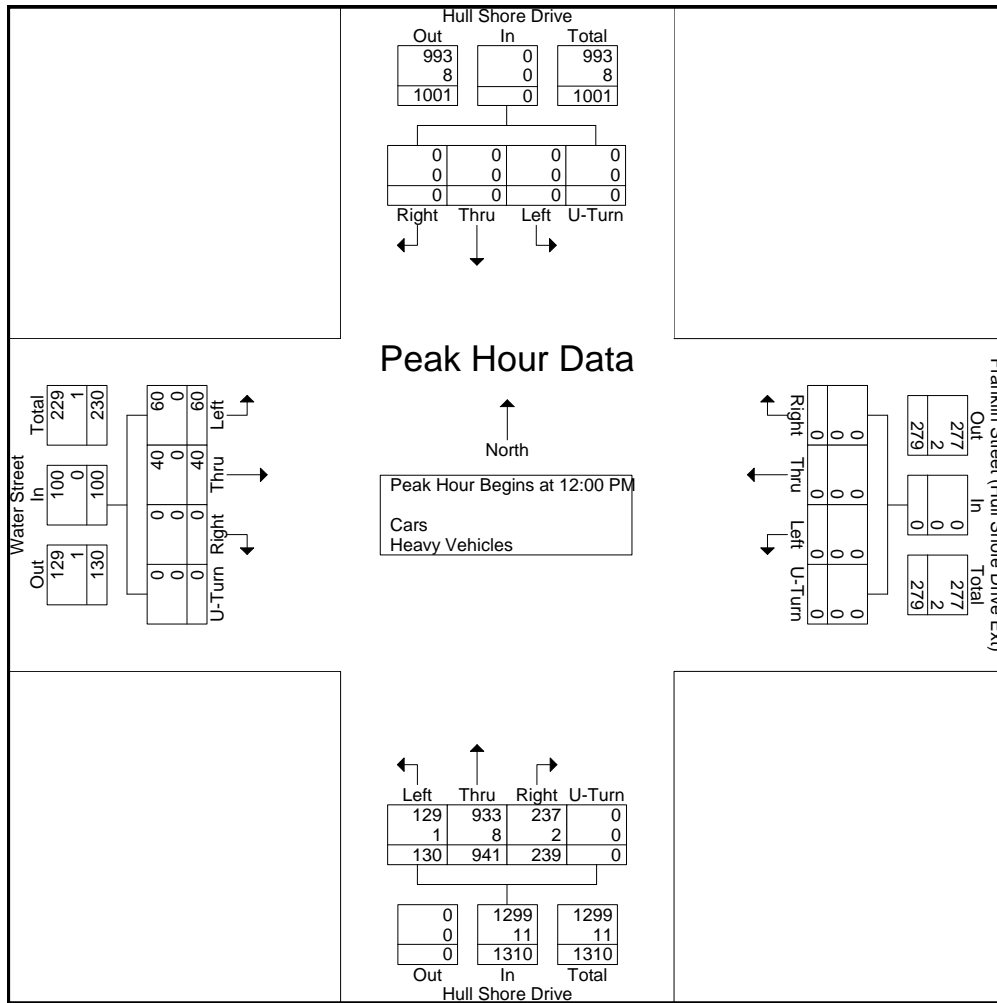 Hull Shore Drive
Out In Total
993 0 993
8 0 8
1001 0 1001
0 0 0 0
0 0 0 0
0 0 0 0
Right Thru Left U-Turn
Peak Hour Data
North
Peak Hour Begins at 12:00 PM
Cars
Heavy Vehicles
Water Street
Total In Out
229 100 129
1 0 1
230 100 130
60 40 0 0
0 0 0 0
60 40 0 0
Left Thru Right U-Turn
Franklin Street (Hull Shore Drive Ext)
Out In Total
277 0 277
2 0 2
279 0 279
0 0 0 0
0 0 0 0
0 0 0 0
Right Thru Left U-Turn
Left Thru Right U-Turn
129 933 237 0
1 8 2 0
130 941 239 0
0 1299 1299
0 11 11
0 1310 1310
Out In Total
Hull Shore Drive